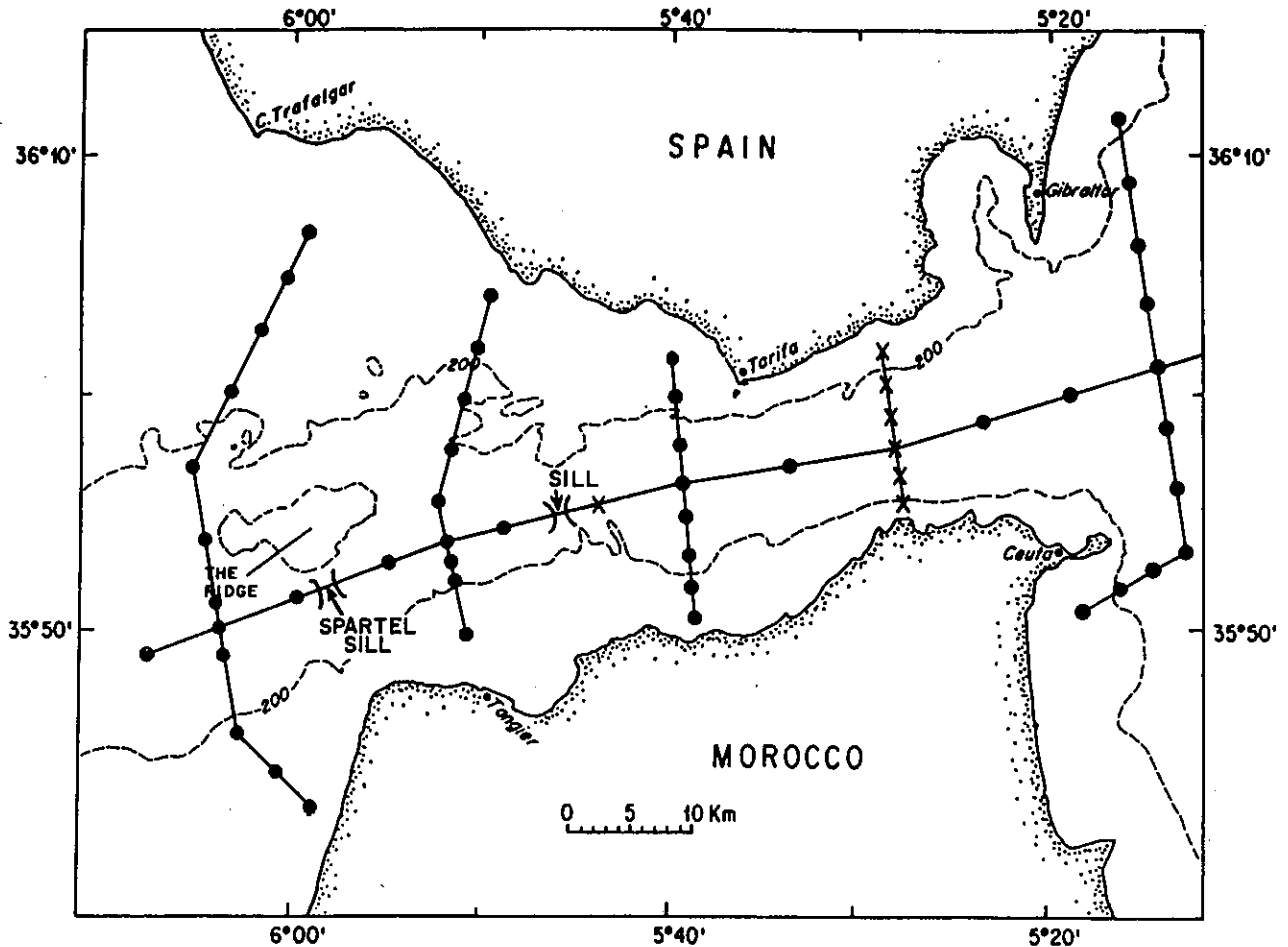 6°00'
5°40'
5°20'
C. Trafalgar
SPAIN
36°10'
36°10'
Gibraltar
Tarifa
200
200
SILL
THE
RIDGE
Ceuta
SPARTEL
SILL
35°50'
35°50'
200
Tangier
MOROCCO
0 5 10 Km
6°00'
5°40'
5°20'